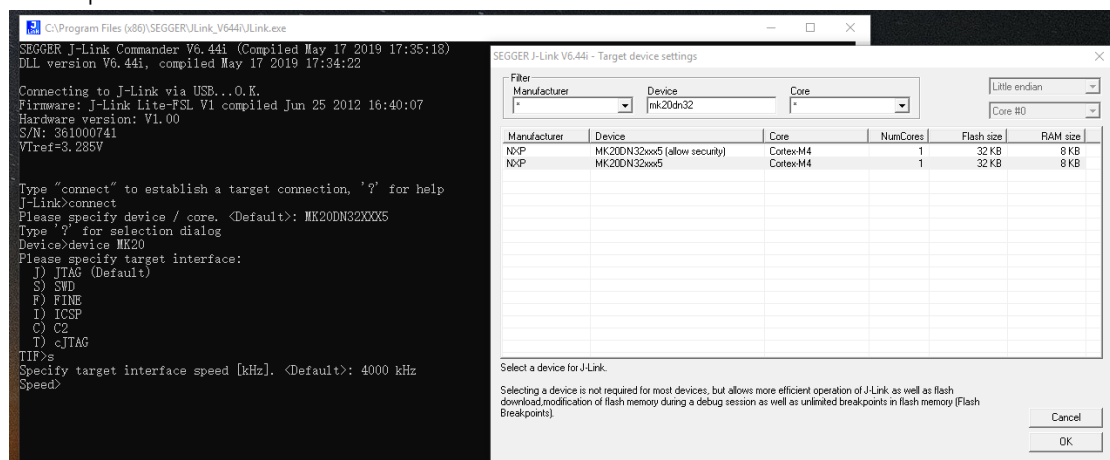 C:\Program Files (x86)\SEGGER\JLink_V644i\JLink.exe
SEGGER J-Link Commander V6.44i (Compiled May 17 2019 17:35:18)
DLL version V6.44i, compiled May 17 2019 17:34:22
Connecting to J-Link via USB...O.K.
Firmware: J-Link Lite-FSL V1 compiled Jun 25 2012 16:40:07
Hardware version: V1.00
S/N: 361000741
VTref=3.285V
Type "connect" to establish a target connection, '?' for help
J-Link>connect
Please specify device / core. <Default>: MK20DN32XXX5
Type '?' for selection dialog
Device>device MK20
Please specify target interface:
J) JTAG (Default)
S) SWD
F) FINE
I) ICSP
C) C2
T) cJTAG
TIF>s
Specify target interface speed [kHz]. <Default>: 4000 kHz
Speed>
SEGGER J-Link V6.44i - Target device settings
Filter
Manufacturer Device Core
* mk20dn32 *
Little endian
Core #0
Manufacturer Device Core NumCores Flash size RAM size
NXP MK20DN32xxx5 (allow security) Cortex-M4 1 32 KB 8 KB
NXP MK20DN32xxx5 Cortex-M4 1 32 KB 8 KB
Select a device for J-Link.
Selecting a device is not required for most devices, but allows more efficient operation of J-Link as well as flash
download,modification of flash memory during a debug session as well as unlimited breakpoints in flash memory (Flash
Breakpoints).
Cancel
OK